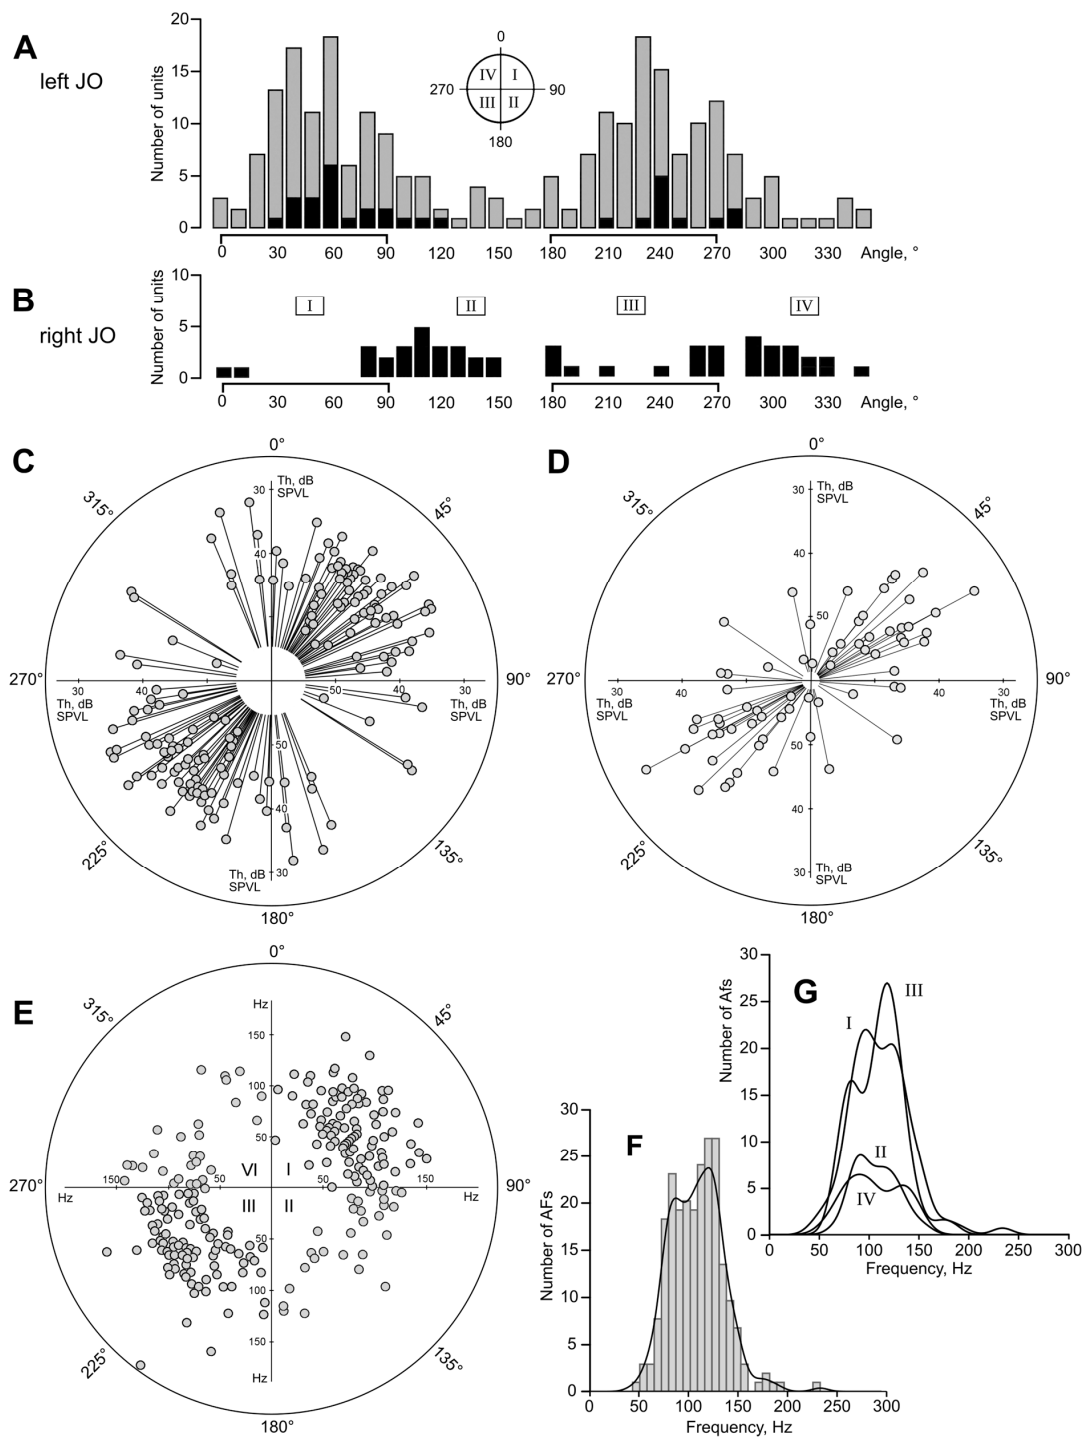 A
left JO
Number of units
20
15
10
5
0
0
IV I
270 90
III II
180
0 30 60 90 120 150 180 210 240 270 300 330 Angle, °
B
right JO
Number of units
10
5
0
I II III IV
0 30 60 90 120 150 180 210 240 270 300 330 Angle, °
C
0°
315°
45°
Th, dB
SPVL
30
40
270°
90°
30 40 50 40 30
Th, dB
SPVL
Th, dB
SPVL
50
40
Th, dB
SPVL
30
225°
135°
180°
D
0°
315°
45°
Th, dB
SPVL
30
40
50
270°
90°
30 40 40 30
Th, dB
SPVL
Th, dB
SPVL
50
40
30
Th, dB
SPVL
225°
135°
180°
E
0°
315°
45°
Hz
150
100
50
VI I
270°
90°
Hz 150 50 50 150 Hz
III II
50
100
150
Hz
225°
135°
180°
F
Number of AFs
30
25
20
15
10
5
0
0 50 100 150 200 250 300
Frequency, Hz
G
Number of Afs
30
25
20
15
10
5
0
I
III
II
IV
0 50 100 150 200 250 300
Frequency, Hz